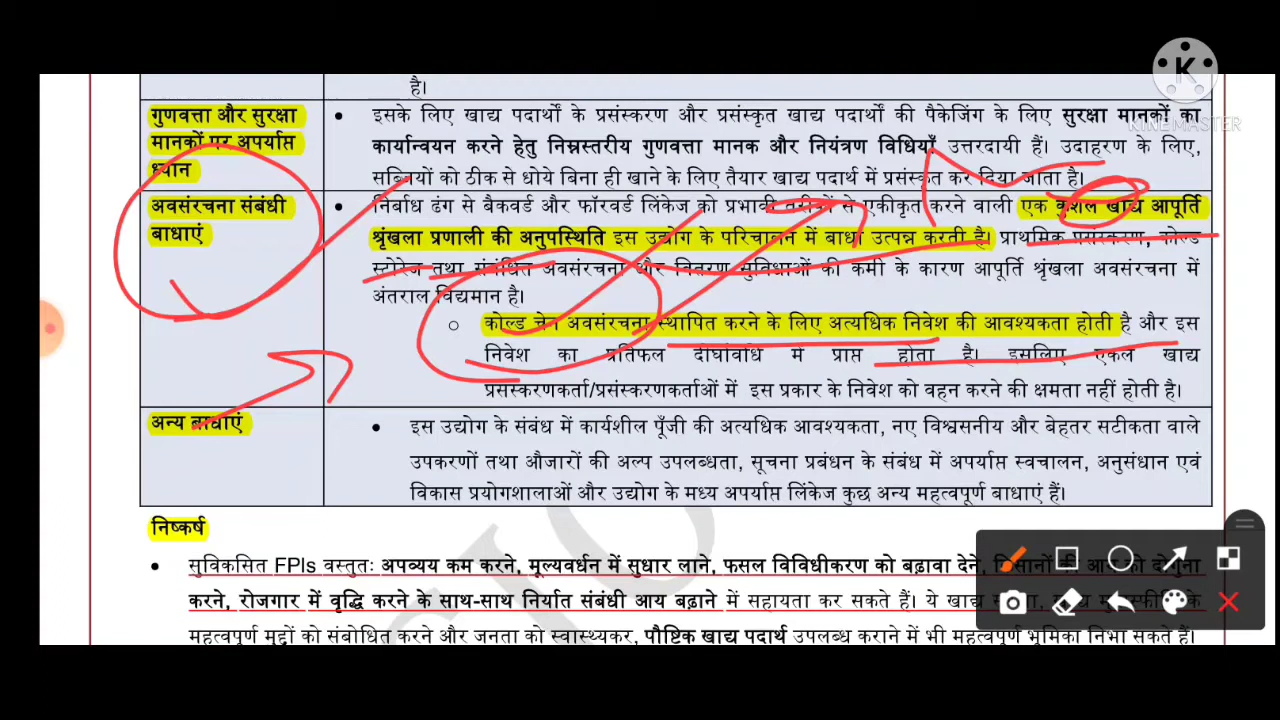 है।
गुणवत्ता और सुरक्षा मानकों पर अपर्याप्त ध्यान
इसके लिए खाद्य पदार्थों के प्रसंस्करण और प्रसंस्कृत खाद्य पदार्थों की पैकेजिंग के लिए सुरक्षा मानकों का
कार्यान्वयन करने हेतु निम्नस्तरीय गुणवत्ता मानक और नियंत्रण विधियाँ उत्तरदायी हैं। उदाहरण के लिए,
सब्जियों को ठीक से धोये बिना ही खाने के लिए तैयार खाद्य पदार्थ में प्रसंस्कृत कर दिया जाता है।
अवसंरचना संबंधी बाधाएं
निर्बाध ढंग से बैकवर्ड और फॉरवर्ड लिंकेज को प्रभावी तरीकों से एकीकृत करने वाली एक कुशल खाद्य आपूर्ति
श्रृंखला प्रणाली की अनुपस्थिति इस उद्योग के परिचालन में बाधा उत्पन्न करती है। प्राथमिक प्रसंस्करण, कोल्ड
स्टोरेज तथा संबंधित अवसंरचना और वितरण सुविधाओं की कमी के कारण आपूर्ति श्रृंखला अवसंरचना में
अंतराल विद्यमान है।
कोल्ड चेन अवसंरचना स्थापित करने के लिए अत्यधिक निवेश की आवश्यकता होती है और इस
निवेश का प्रतिफल दीर्घावधि में प्राप्त होता है। इसलिए एकल खाद्य
प्रसंस्करणकर्ता/प्रसंस्करणकर्ताओं में इस प्रकार के निवेश को वहन करने की क्षमता नहीं होती है।
अन्य बाधाएं
इस उद्योग के संबंध में कार्यशील पूँजी की अत्यधिक आवश्यकता, नए विश्वसनीय और बेहतर सटीकता वाले
उपकरणों तथा औजारों की अल्प उपलब्धता, सूचना प्रबंधन के संबंध में अपर्याप्त स्वचालन, अनुसंधान एवं
विकास प्रयोगशालाओं और उद्योग के मध्य अपर्याप्त लिंकेज कुछ अन्य महत्वपूर्ण बाधाएं हैं।
निष्कर्ष
सुविकसित FPIs वस्तुतः अपव्यय कम करने, मूल्यवर्धन में सुधार लाने, फसल विविधीकरण को बढ़ावा देने, किसानों की आय को दोगुना
करने, रोजगार में वृद्धि करने के साथ-साथ निर्यात संबंधी आय बढ़ाने में सहायता कर सकते हैं। ये खाद्य के
महत्वपूर्ण मुद्दों को संबोधित करने और जनता को स्वास्थ्यकर, पौष्टिक खाद्य पदार्थ उपलब्ध कराने में भी महत्वपूर्ण भूमिका निभा सकते हैं।
K
KINEMASTER